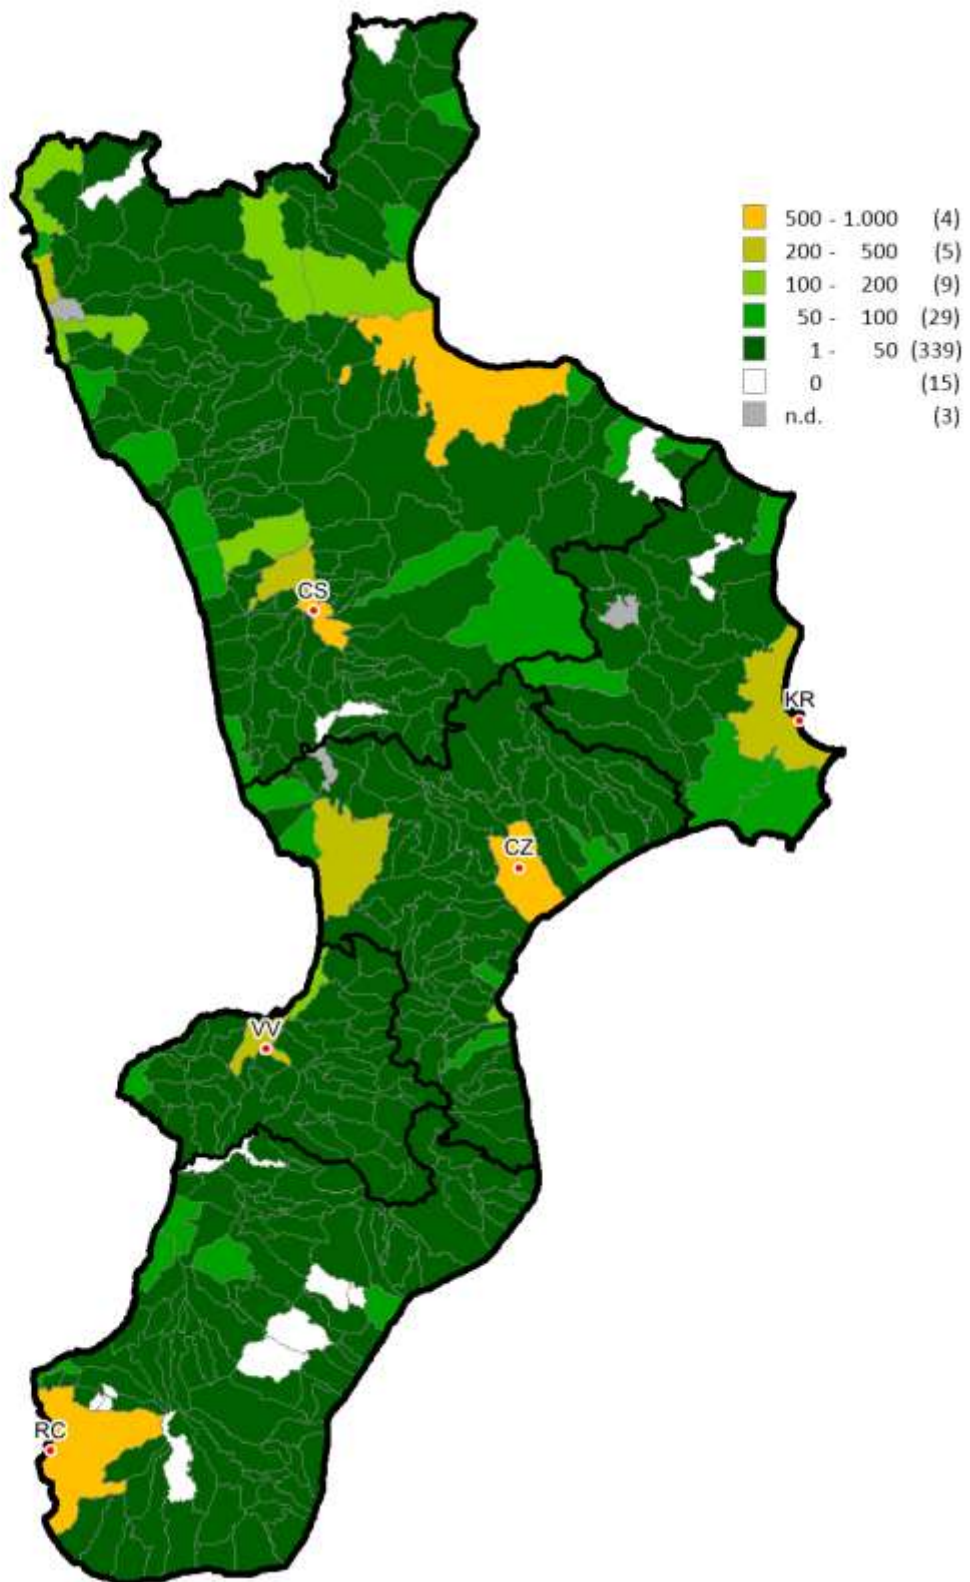 500 - 1.000 (4)
200 - 500 (5)
100 - 200 (9)
50 - 100 (29)
1 - 50 (339)
0 (15)
n.d. (3)
CS
KR
CZ
VV
RC